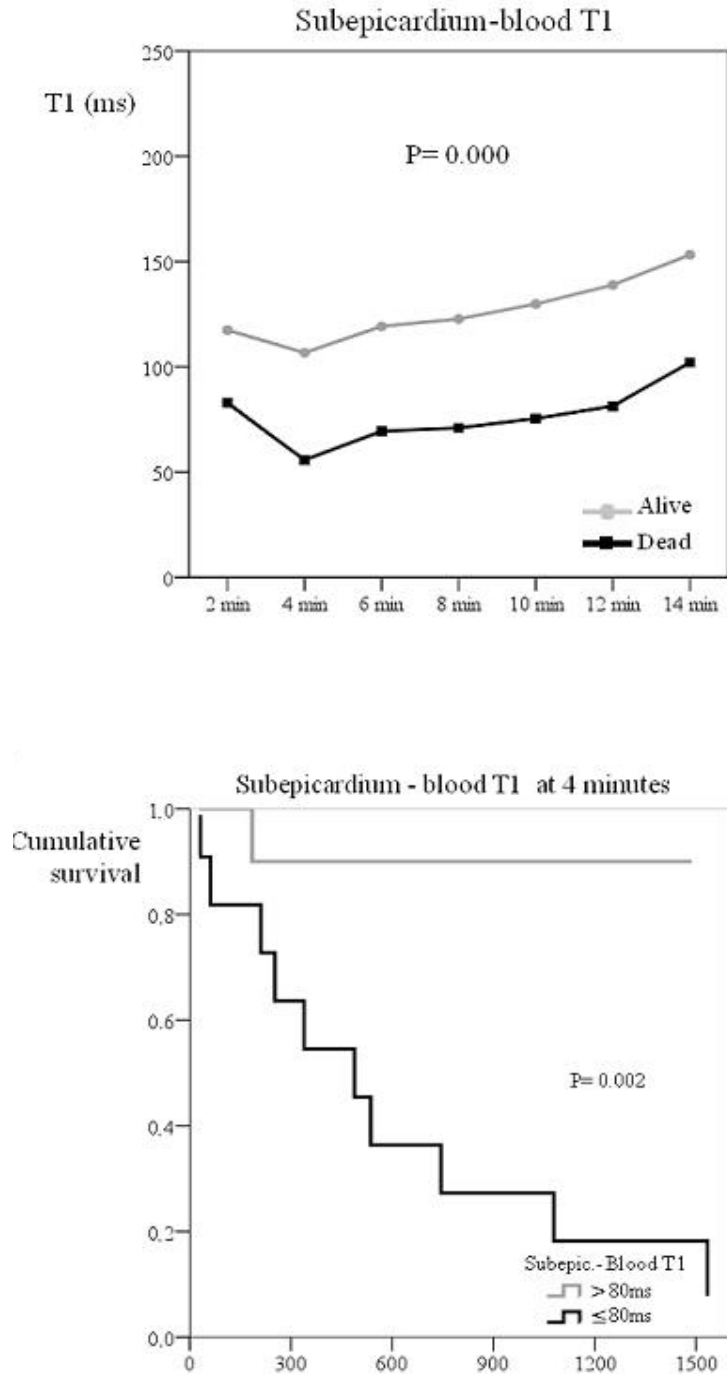 Subepicardium-blood T1
250
T1 (ms)
200
P= 0.000
150
100
50
Alive
Dead
0
2 min 4 min 6 min 8 min 10 min 12 min 14 min
Subepicardium - blood T1 at 4 minutes
1.0
Cumulative
survival
0.8
0.6
P= 0.002
0.4
0.2
Subepic.- Blood T1
> 80ms
≤80ms
0.0
0 300 600 900 1200 1500